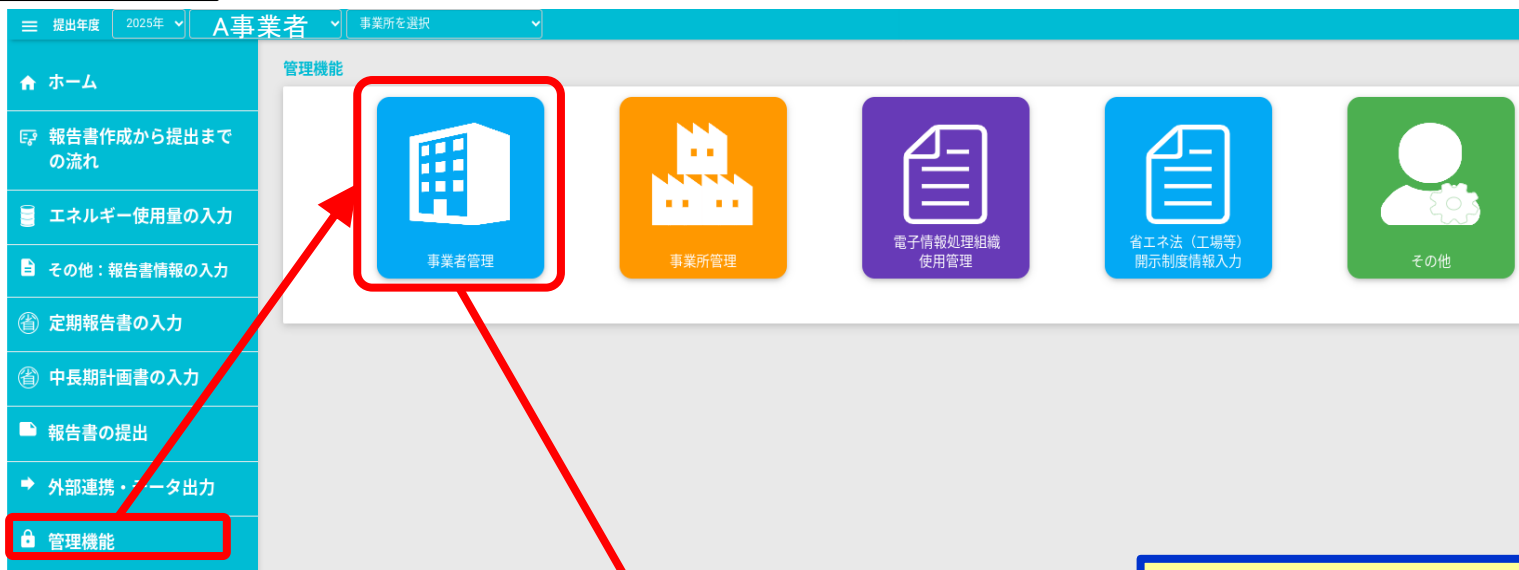 提出年度 2025年 A事業者 事業所を選択
管理機能
ホーム
報告書作成から提出まで
の流れ
エネルギー使用量の入力
その他：報告書情報の入力
定期報告書の入力
中長期計画書の入力
報告書の提出
外部連携・データ出力
管理機能
事業者管理
事業所管理
電子情報処理組織
使用管理
省エネ法（工場等）
開示制度情報入力
その他